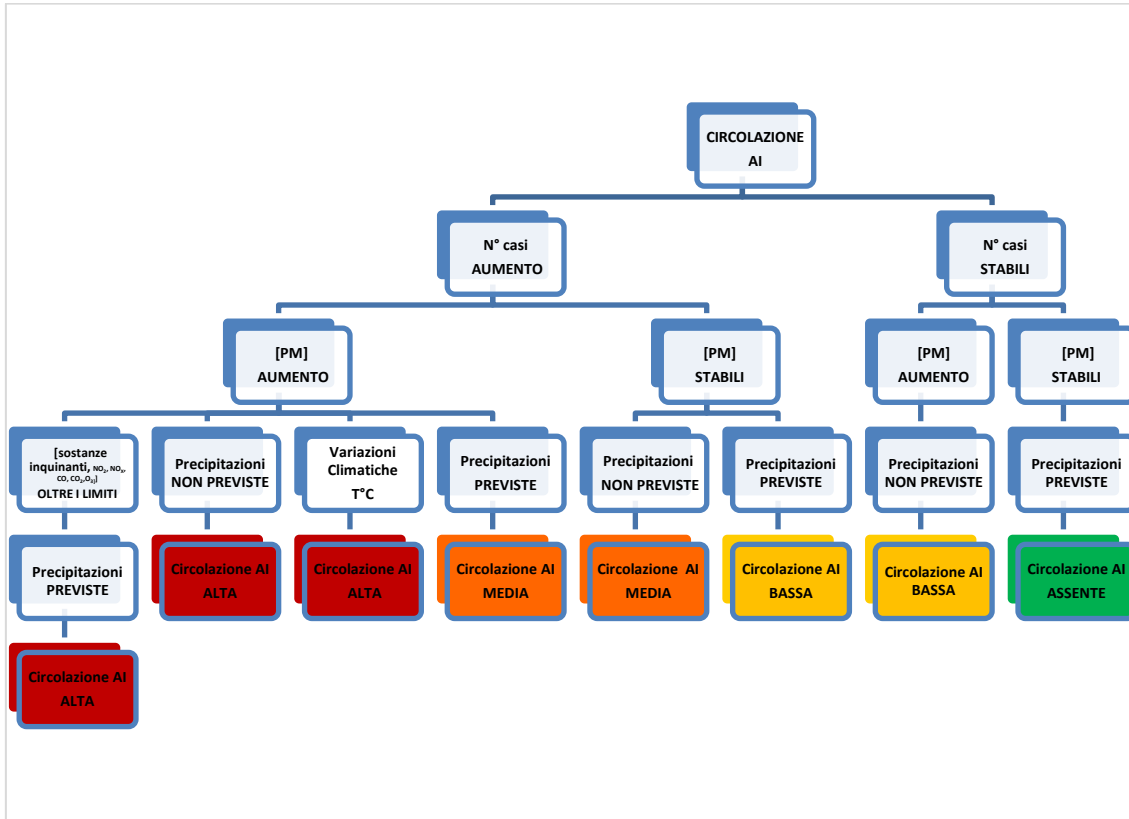 CIRCOLAZIONE
AI
N° casi
AUMENTO
N° casi
STABILI
[PM]
AUMENTO
[PM]
STABILI
[PM]
AUMENTO
[PM]
STABILI
[sostanze
inquinanti, NO₂, NOₓ,
CO, CO₂,O₃]
OLTRE I LIMITI
Precipitazioni
NON PREVISTE
Variazioni
Climatiche
T°C
Precipitazioni
PREVISTE
Precipitazioni
NON PREVISTE
Precipitazioni
PREVISTE
Precipitazioni
NON PREVISTE
Precipitazioni
PREVISTE
Precipitazioni
PREVISTE
Circolazione AI
ALTA
Circolazione AI
ALTA
Circolazione AI
MEDIA
Circolazione AI
MEDIA
Circolazione AI
BASSA
Circolazione AI
BASSA
Circolazione AI
ASSENTE
Circolazione AI
ALTA